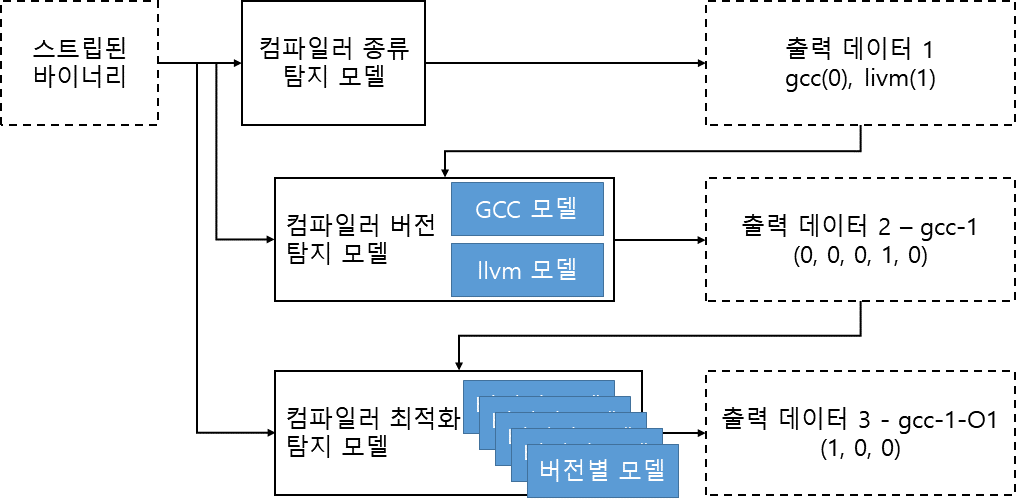 스트립된
바이너리
컴파일러 종류
탐지 모델
출력 데이터 1
gcc(0), livm(1)
컴파일러 버전
탐지 모델
GCC 모델
llvm 모델
출력 데이터 2 – gcc-1
(0, 0, 0, 1, 0)
컴파일러 최적화
탐지 모델
버전별 모델
출력 데이터 3 - gcc-1-O1
(1, 0, 0)